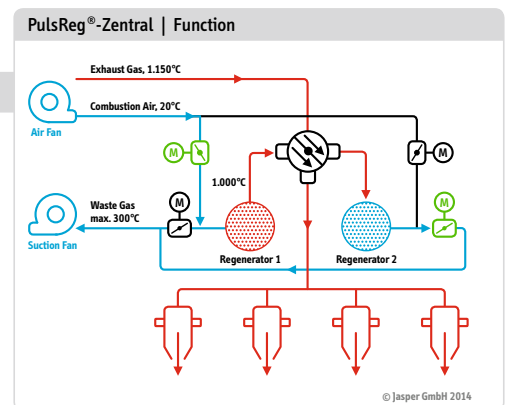 PulsReg®-Zentral | Function
Exhaust Gas, 1.150°C
Combustion Air, 20°C
Air Fan
M
M
1.000°C
M
M
Waste Gas
max. 300°C
Suction Fan
Regenerator 1
Regenerator 2
© Jasper GmbH 2014